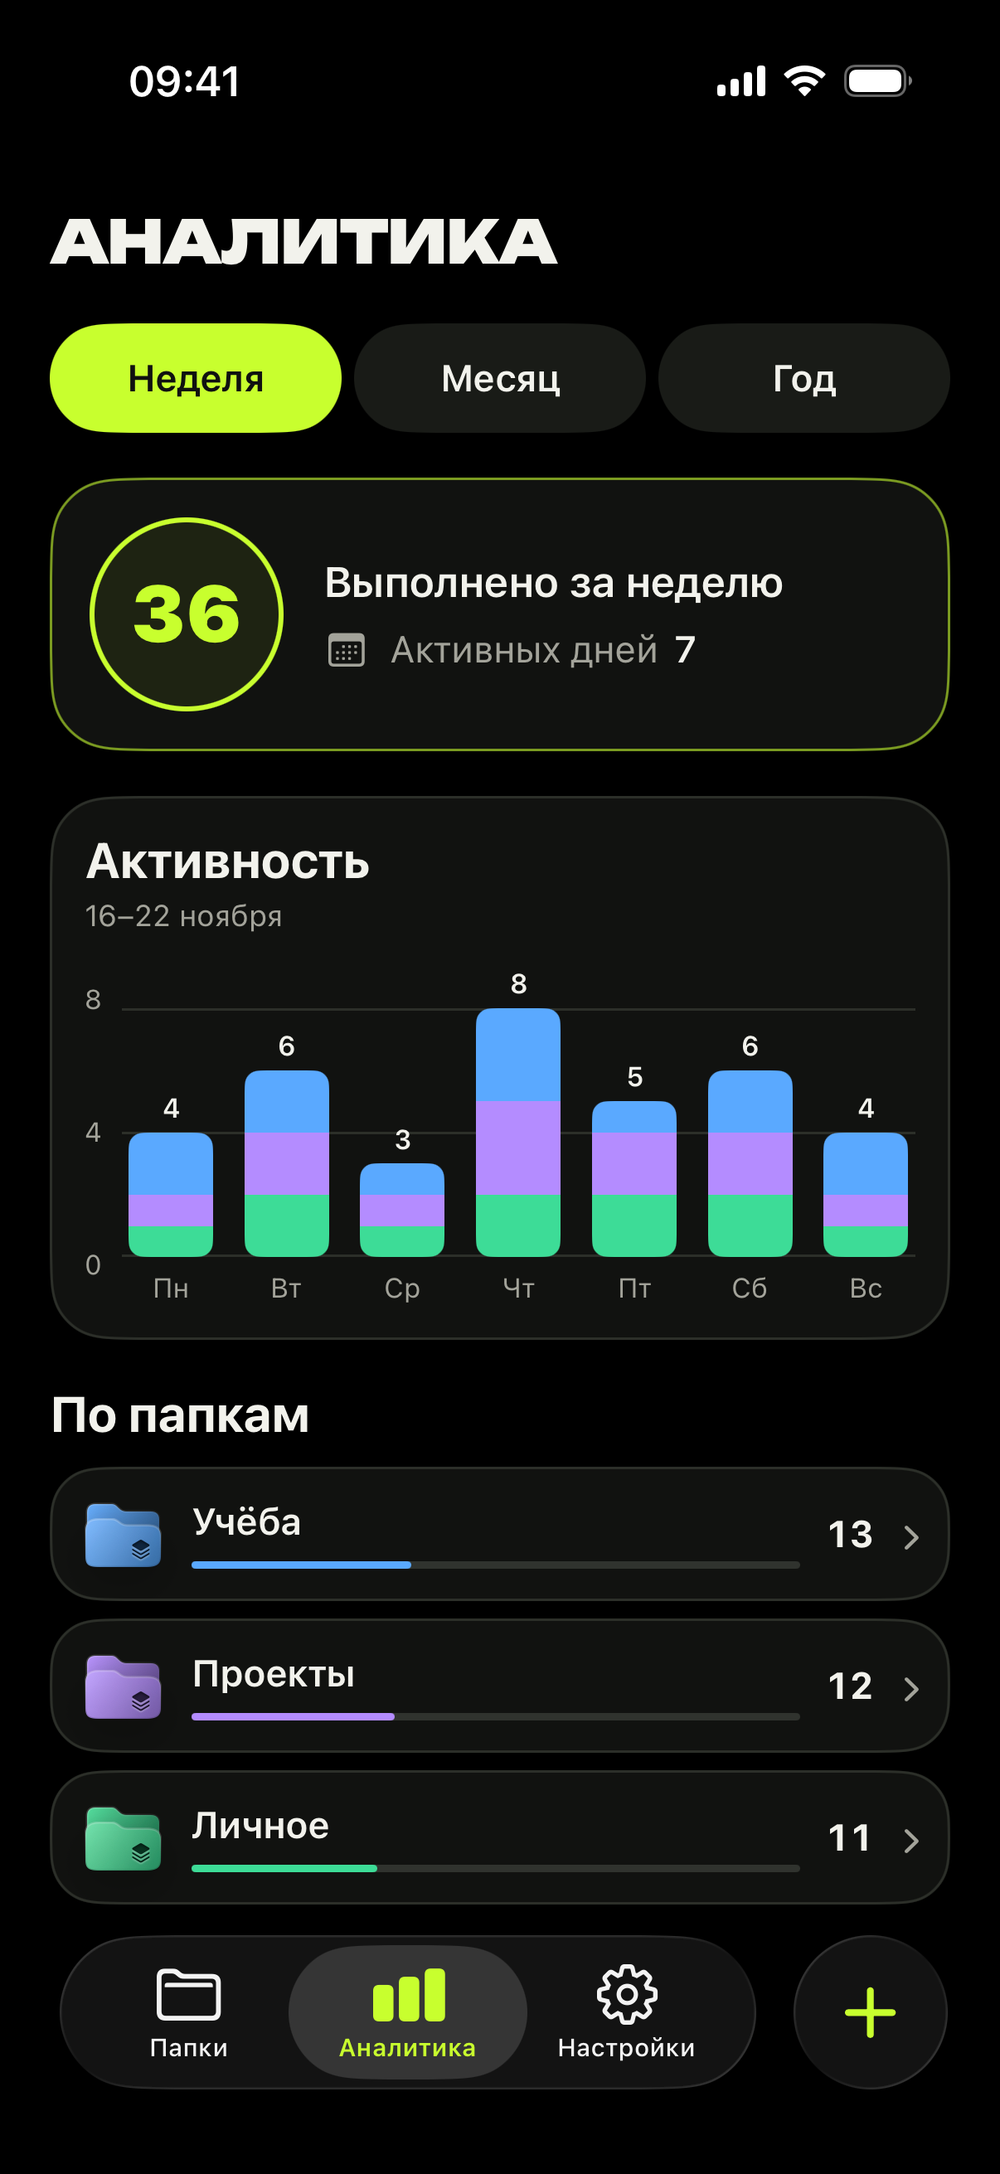 09:41
АНАЛИТИКА
Неделя Месяц Год
36
Выполнено за неделю
Активных дней 7
Активность
16–22 ноября
8
4
0
4 6 3 8 5 6 4
Пн Вт Ср Чт Пт Сб Вс
По папкам
Учёба 13
Проекты 12
Личное 11
Папки Аналитика Настройки